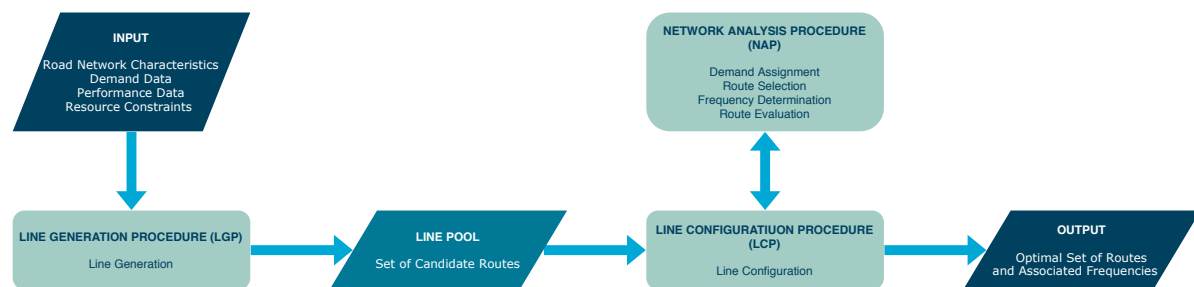 INPUT
Road Network Characteristics
Demand Data
Performance Data
Resource Constraints
NETWORK ANALYSIS PROCEDURE
(NAP)
Demand Assignment
Route Selection
Frequency Determination
Route Evaluation
LINE GENERATION PROCEDURE (LGP)
Line Generation
LINE POOL
Set of Candidate Routes
LINE CONFIGURATIUON PROCEDURE
(LCP)
Line Configuration
OUTPUT
Optimal Set of Routes
and Associated Frequencies